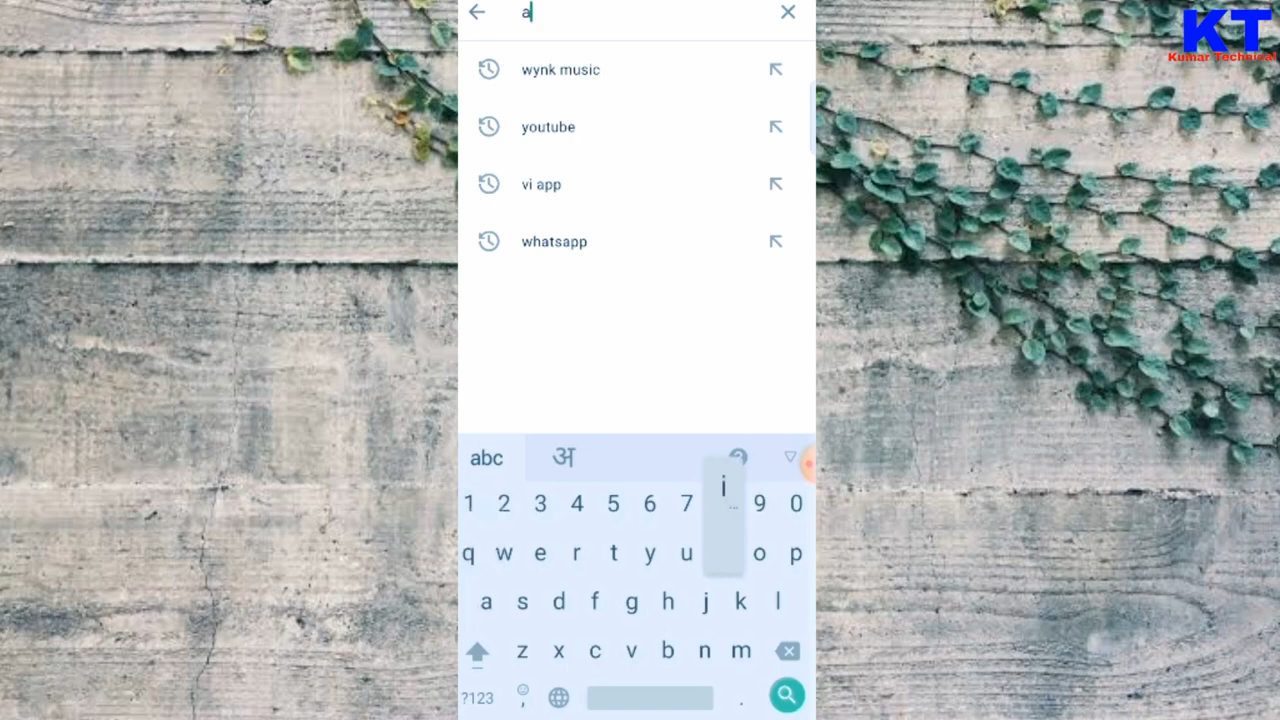 a
KT
Kumar Technical
wynk music
youtube
vi app
whatsapp
abc अ
i
1 2 3 4 5 6 7 9 0
q w e r t y u o p
a s d f g h j k l
z x c v b n m
?123 , .